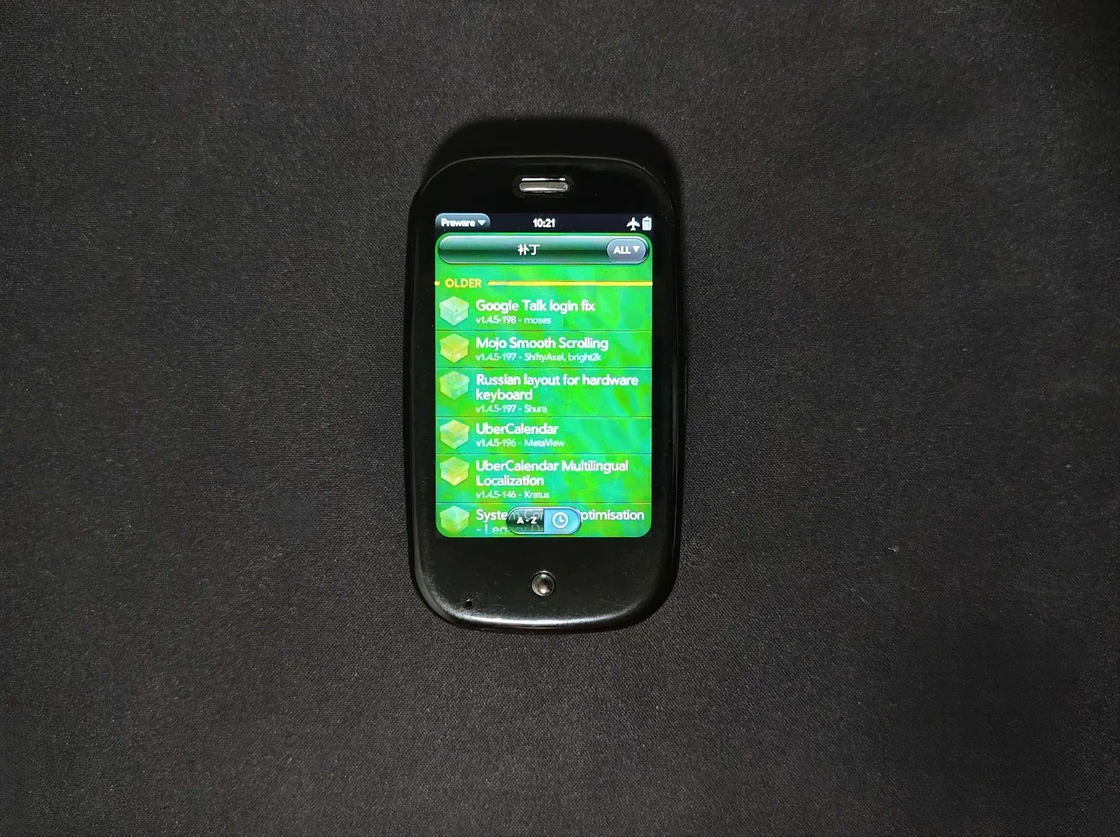 Preware 10:21
补丁 ALL
OLDER
Google Talk login fix
v1.4.5-198 - moses
Mojo Smooth Scrolling
v1.4.5-197 - ShiftyAxel, bright2k
Russian layout for hardware
keyboard
v1.4.5-197 - Shura
UberCalendar
v1.4.5-196 - MetaView
UberCalendar Multilingual
Localization
v1.4.5-146 - Kratus
A-Z